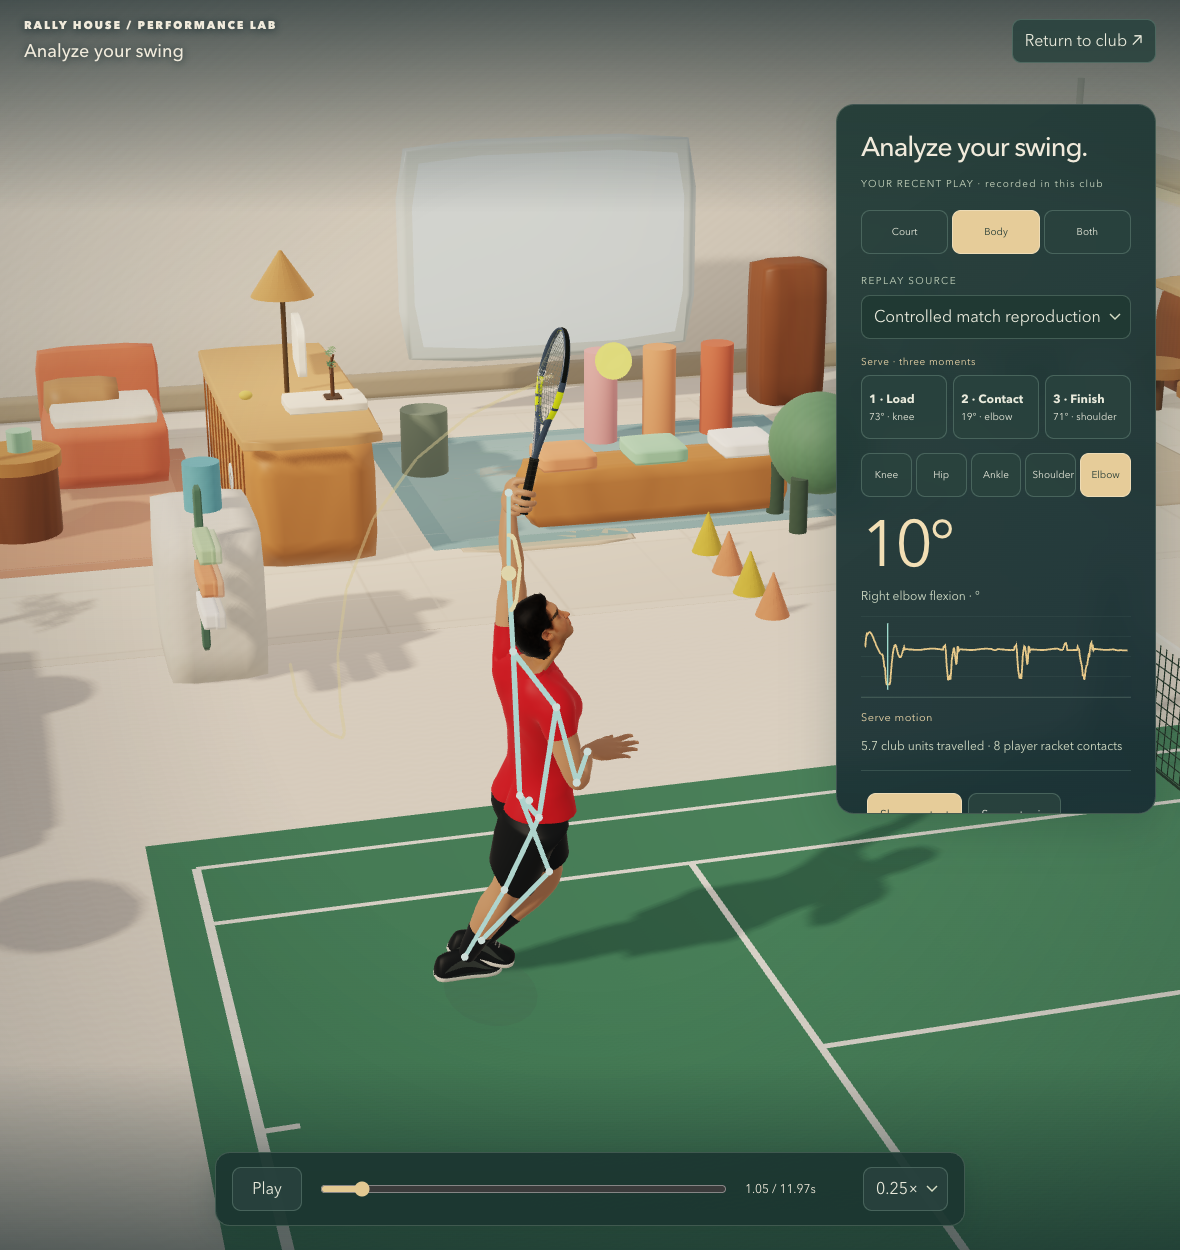 RALLY HOUSE / PERFORMANCE LAB
Analyze your swing
Return to club ↗
Analyze your swing.
YOUR RECENT PLAY · recorded in this club
Court Body Both
REPLAY SOURCE
Controlled match reproduction
Serve · three moments
1 · Load 2 · Contact 3 · Finish
73° · knee 19° · elbow 71° · shoulder
Knee Hip Ankle Shoulder Elbow
10°
Right elbow flexion · °
Serve motion
5.7 club units travelled · 8 player racket contacts
Play 1.05 / 11.97s 0.25×